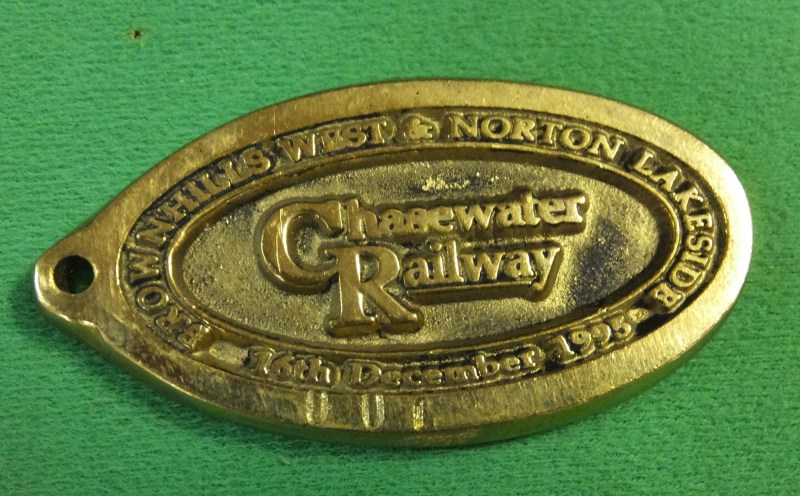 BROWNHILLS WEST & NORTON LAKESIDE
Chasewater
Railway
16th December 1995